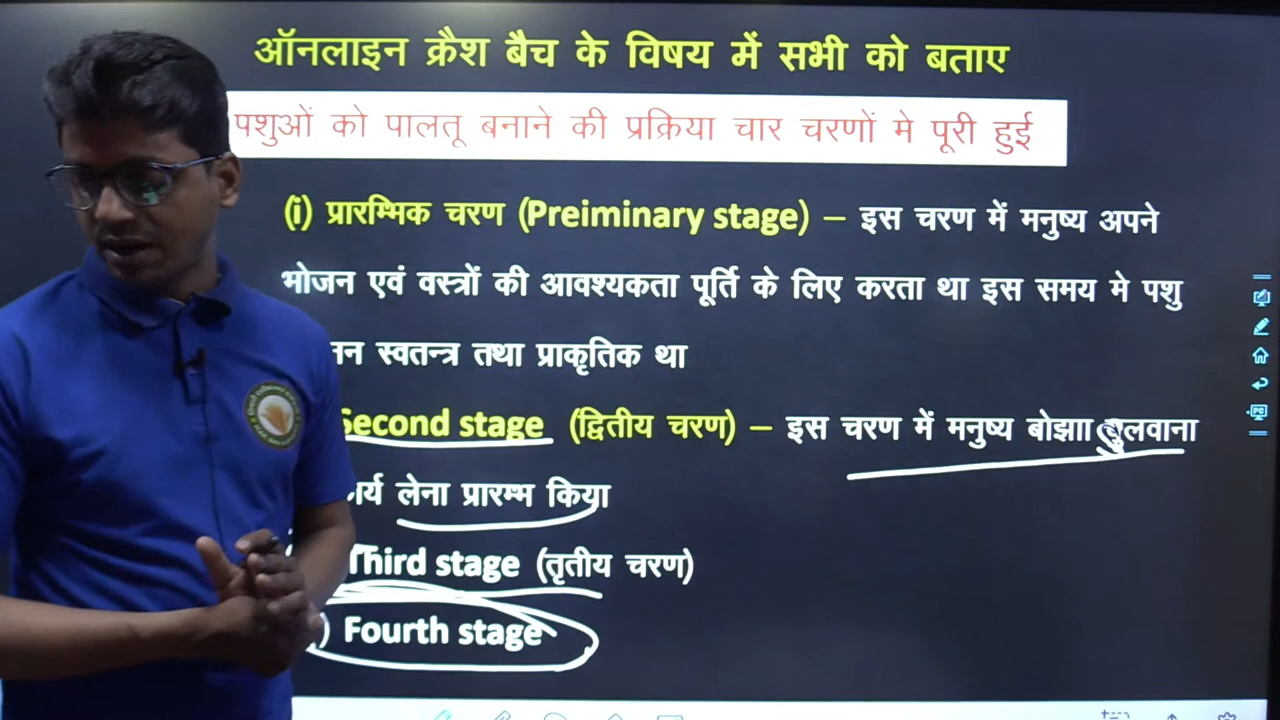 ऑनलाइन क्रैश बैच के विषय में सभी को बताए
पशुओं को पालतू बनाने की प्रक्रिया चार चरणों मे पूरी हुई
(i) प्रारम्भिक चरण (Preiminary stage) – इस चरण में मनुष्य अपने
भोजन एवं वस्त्रों की आवश्यकता पूर्ति के लिए करता था इस समय मे पशु
स्वतन्त्र तथा प्राकृतिक था
Second stage (द्वितीय चरण) – इस चरण में मनुष्य बोझाा
लेना प्रारम्भ किया
Third stage (तृतीय चरण)
) Fourth stage